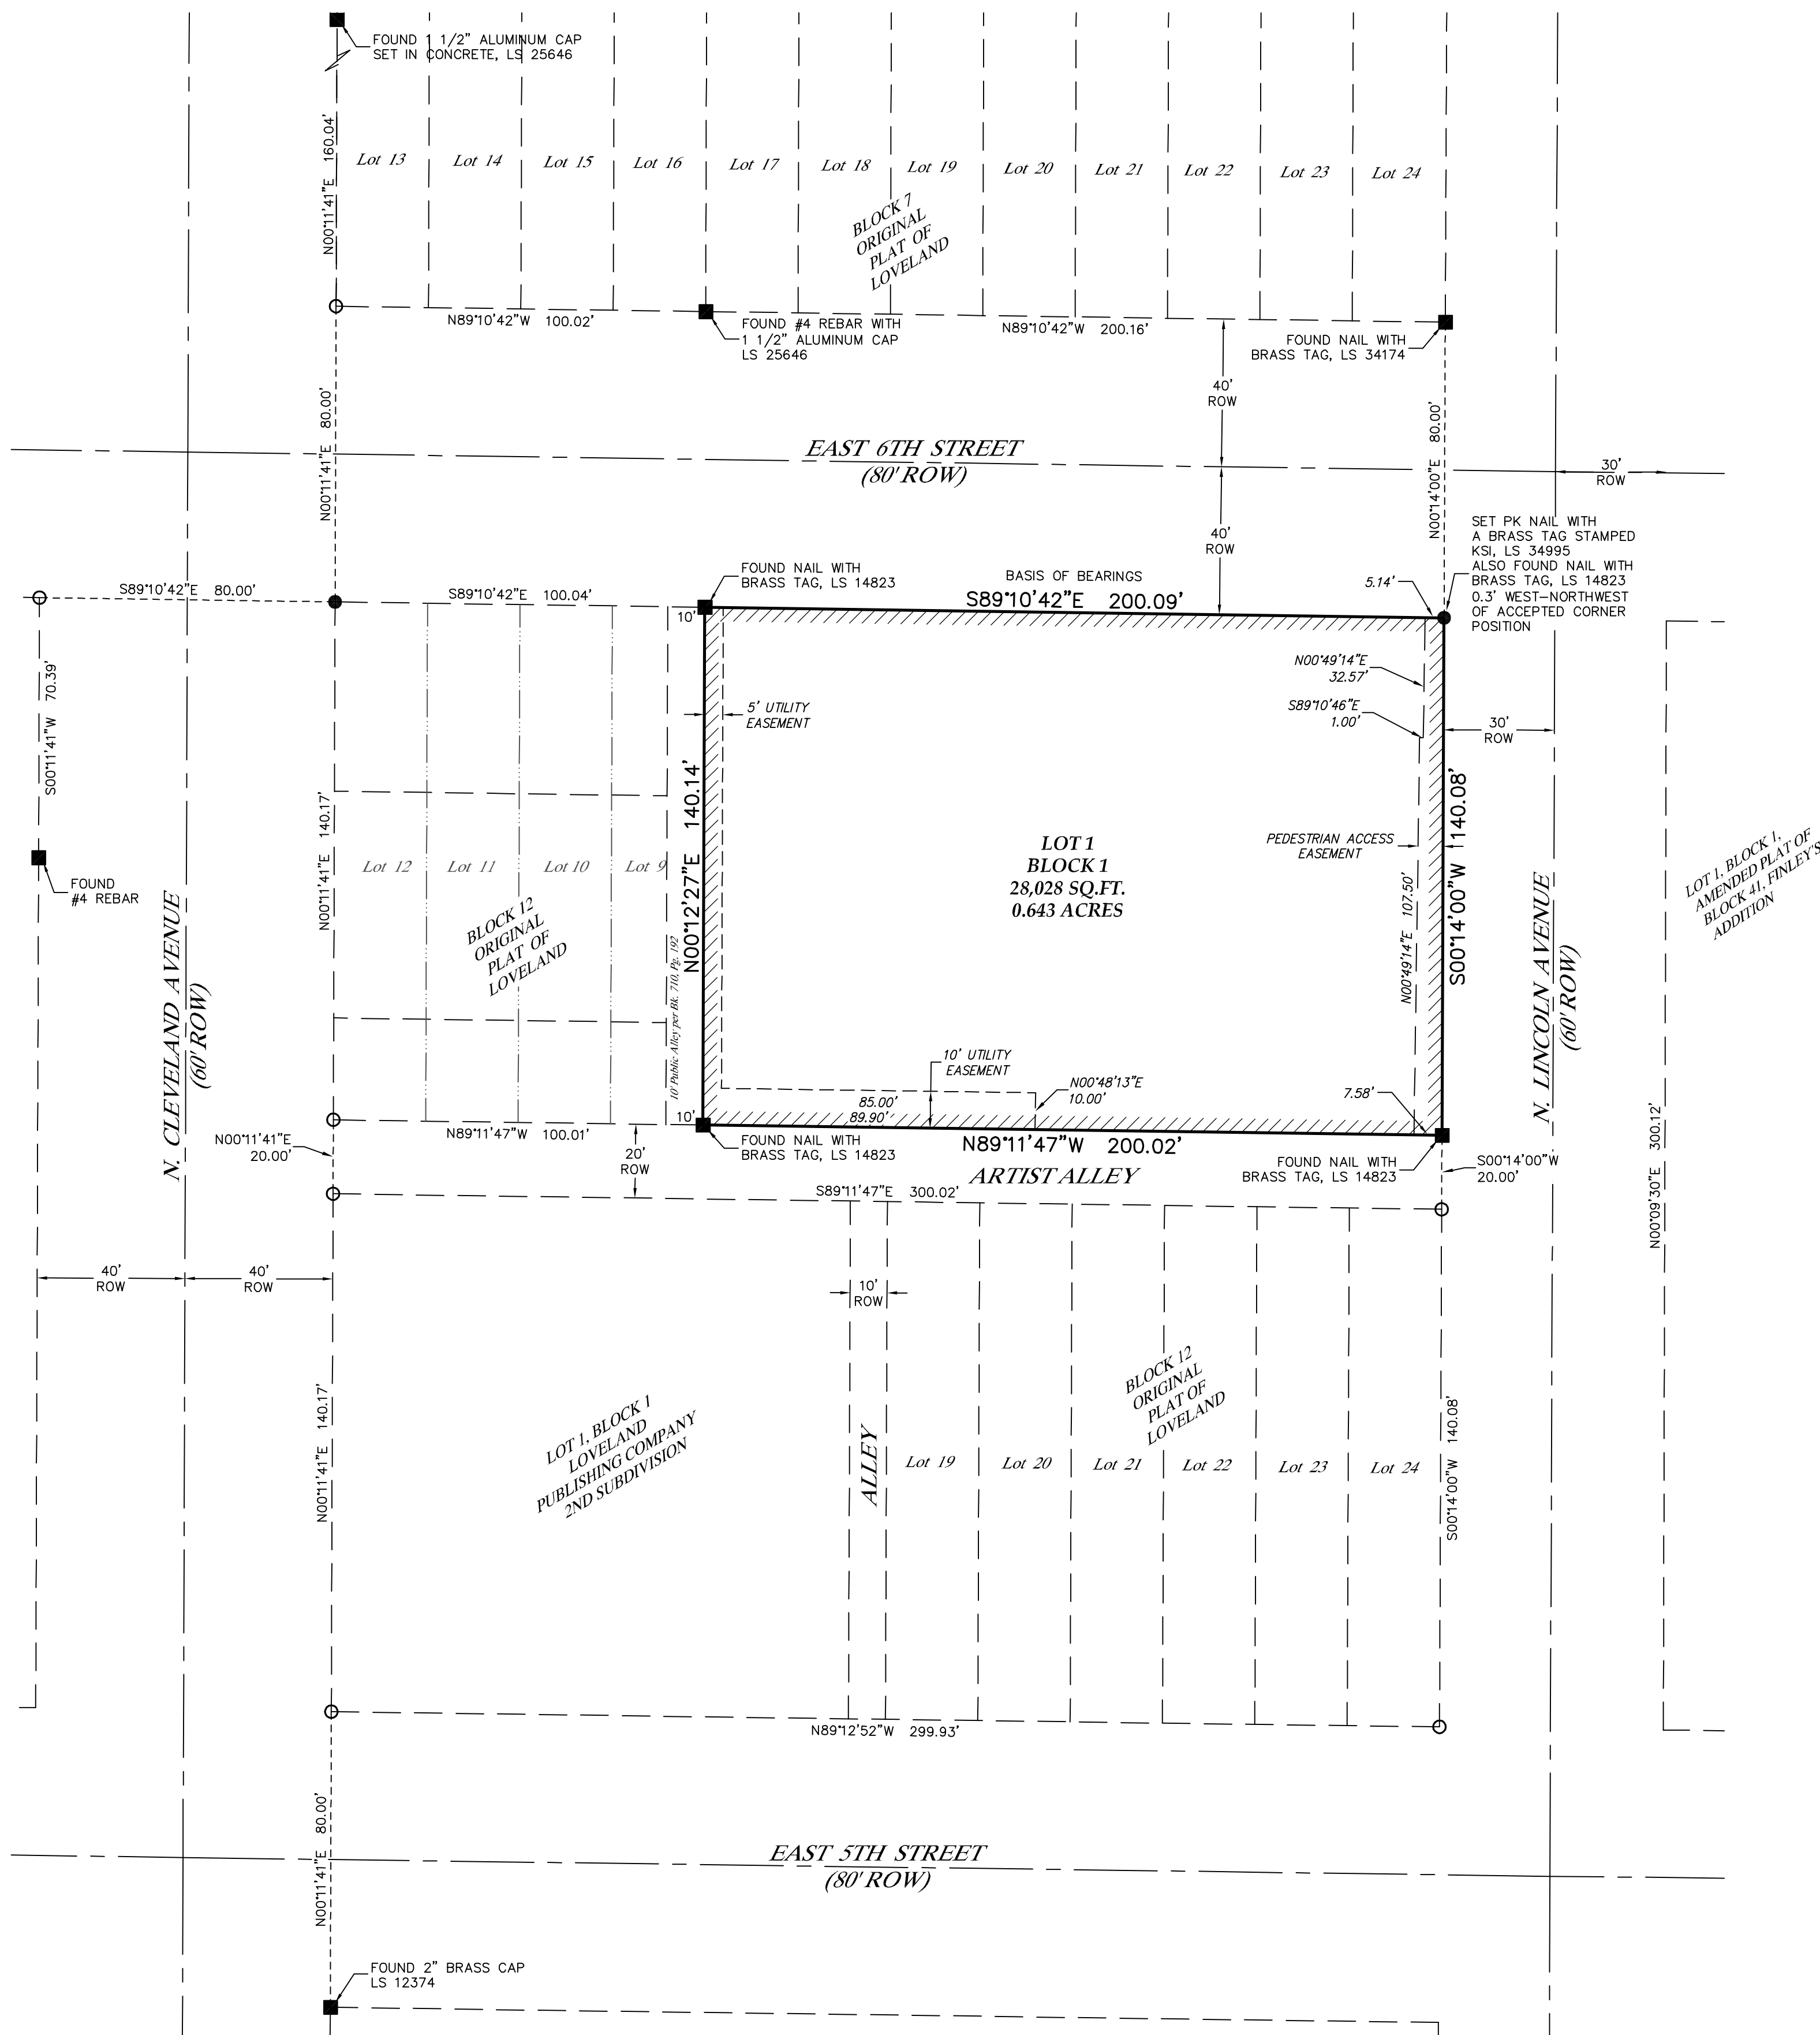 FOUND 1 1/2" ALUMINUM CAP
SET IN CONCRETE, LS 25646
N00°11'41"E 160.04'
Lot 13
Lot 14
Lot 15
Lot 16
Lot 17
Lot 18
Lot 19
Lot 20
Lot 21
Lot 22
Lot 23
Lot 24
BLOCK 7
ORIGINAL
PLAT OF
LOVELAND
N89°10'42"W 100.02'
FOUND #4 REBAR WITH
1 1/2" ALUMINUM CAP
LS 25646
N89°10'42"W 200.16'
FOUND NAIL WITH
BRASS TAG, LS 34174
N00°11'41"E 80.00'
40'
ROW
N00°14'00"E 80.00'
EAST 6TH STREET
(80' ROW)
30'
ROW
40'
ROW
SET PK NAIL WITH
A BRASS TAG STAMPED
KSI, LS 34995
ALSO FOUND NAIL WITH
BRASS TAG, LS 14823
0.3' WEST-NORTHWEST
OF ACCEPTED CORNER
POSITION
S89°10'42"E 80.00'
S89°10'42"E 100.04'
FOUND NAIL WITH
BRASS TAG, LS 14823
BASIS OF BEARINGS
S89°10'42"E 200.09'
5.14'
10'
S00°11'41"W 70.39'
N00°49'14"E
32.57'
S89°10'46"E
1.00'
5' UTILITY
EASEMENT
30'
ROW
N00°11'41"E 140.17'
N00°12'27"E 140.14'
LOT 1
BLOCK 1
28,028 SQ.FT.
0.643 ACRES
PEDESTRIAN ACCESS
EASEMENT
N00°49'14"E 107.50'
S00°14'00"W 140.08'
LOT 1, BLOCK 1,
AMENDED PLAT OF
BLOCK 41, FINLEY'S
ADDITION
FOUND
#4 REBAR
Lot 12
Lot 11
Lot 10
Lot 9
BLOCK 12
ORIGINAL
PLAT OF
LOVELAND
10' Public Alley per Bk. 710, Pg. 192
N. CLEVELAND AVENUE
(60' ROW)
N. LINCOLN AVENUE
(60' ROW)
10' UTILITY
EASEMENT
N00°48'13"E
10.00'
85.00'
89.90'
7.58'
10'
N89°11'47"W 100.01'
FOUND NAIL WITH
BRASS TAG, LS 14823
N89°11'47"W 200.02'
N00°11'41"E
20.00'
20'
ROW
ARTIST ALLEY
FOUND NAIL WITH
BRASS TAG, LS 14823
S00°14'00"W
20.00'
S89°11'47"E 300.02'
N00°09'30"E 300.12'
40'
ROW
40'
ROW
10'
ROW
N00°11'41"E 140.17'
LOT 1, BLOCK 1
LOVELAND
PUBLISHING COMPANY
2ND SUBDIVISION
ALLEY
BLOCK 12
ORIGINAL
PLAT OF
LOVELAND
Lot 19
Lot 20
Lot 21
Lot 22
Lot 23
Lot 24
S00°14'00"W 140.08'
N89°12'52"W 299.93'
N00°11'41"E 80.00'
EAST 5TH STREET
(80' ROW)
FOUND 2" BRASS CAP
LS 12374